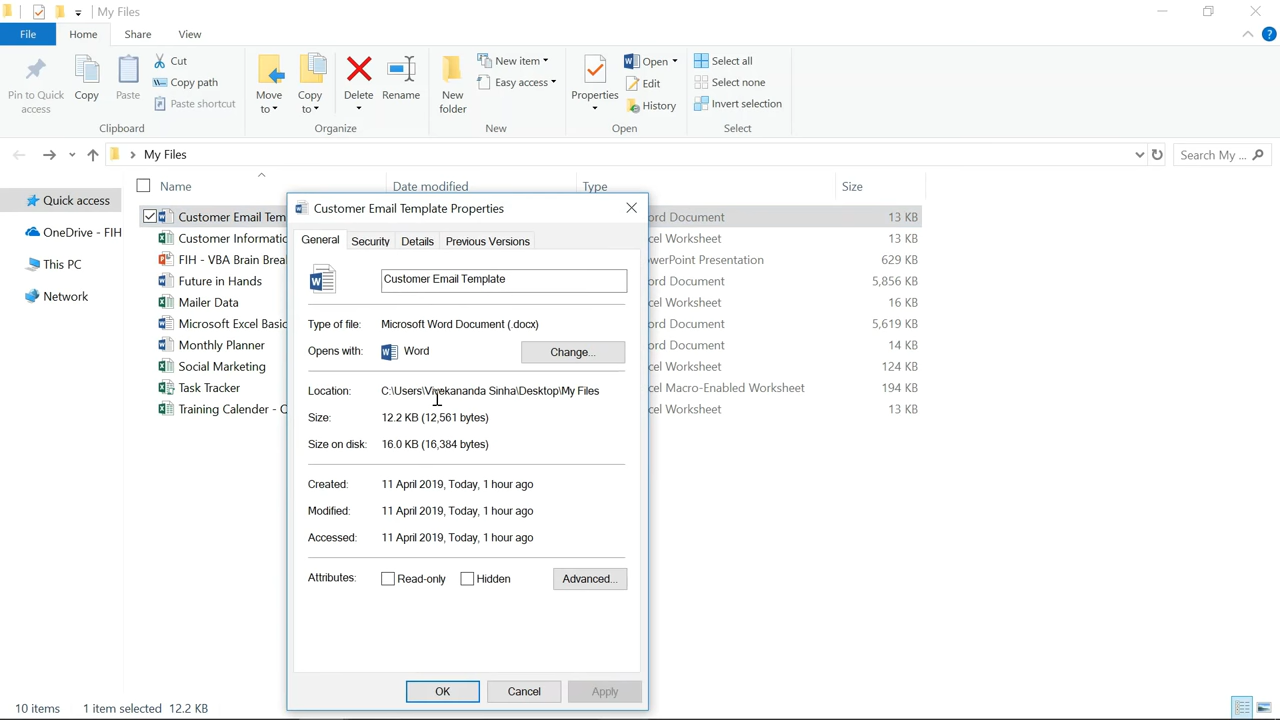 My Files
File Home Share View
Pin to Quick access
Copy
Paste
Cut
Copy path
Paste shortcut
Clipboard
Move to
Copy to
Delete
Rename
Organize
New folder
New item
Easy access
New
Properties
Open
Edit
History
Open
Select all
Select none
Invert selection
Select
My Files
Search My ...
Name Date modified Type Size
Quick access
OneDrive - FIH
This PC
Network
Customer Email Tem ord Document 13 KB
Customer Informatic cel Worksheet 13 KB
FIH - VBA Brain Brea werPoint Presentation 629 KB
Future in Hands ord Document 5,856 KB
Mailer Data cel Worksheet 16 KB
Microsoft Excel Basic ord Document 5,619 KB
Monthly Planner ord Document 14 KB
Social Marketing cel Worksheet 124 KB
Task Tracker cel Macro-Enabled Worksheet 194 KB
Training Calender - C cel Worksheet 13 KB
Customer Email Template Properties
General Security Details Previous Versions
Customer Email Template
Type of file: Microsoft Word Document (.docx)
Opens with: Word Change...
Location: C:\Users\Vivekananda Sinha\Desktop\My Files
Size: 12.2 KB (12,561 bytes)
Size on disk: 16.0 KB (16,384 bytes)
Created: 11 April 2019, Today, 1 hour ago
Modified: 11 April 2019, Today, 1 hour ago
Accessed: 11 April 2019, Today, 1 hour ago
Attributes: Read-only Hidden Advanced...
OK Cancel Apply
10 items 1 item selected 12.2 KB